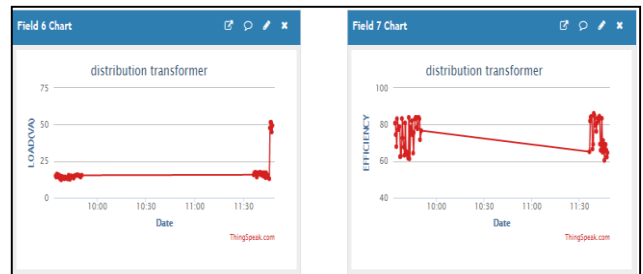 Field 6 Chart
distribution transformer
75
50
25
0
LOAD(VA)
10:00 10:30 11:00 11:30
Date
ThingSpeak.com
Field 7 Chart
distribution transformer
100
80
60
40
EFFICIENCY
10:00 10:30 11:00 11:30
Date
ThingSpeak.com